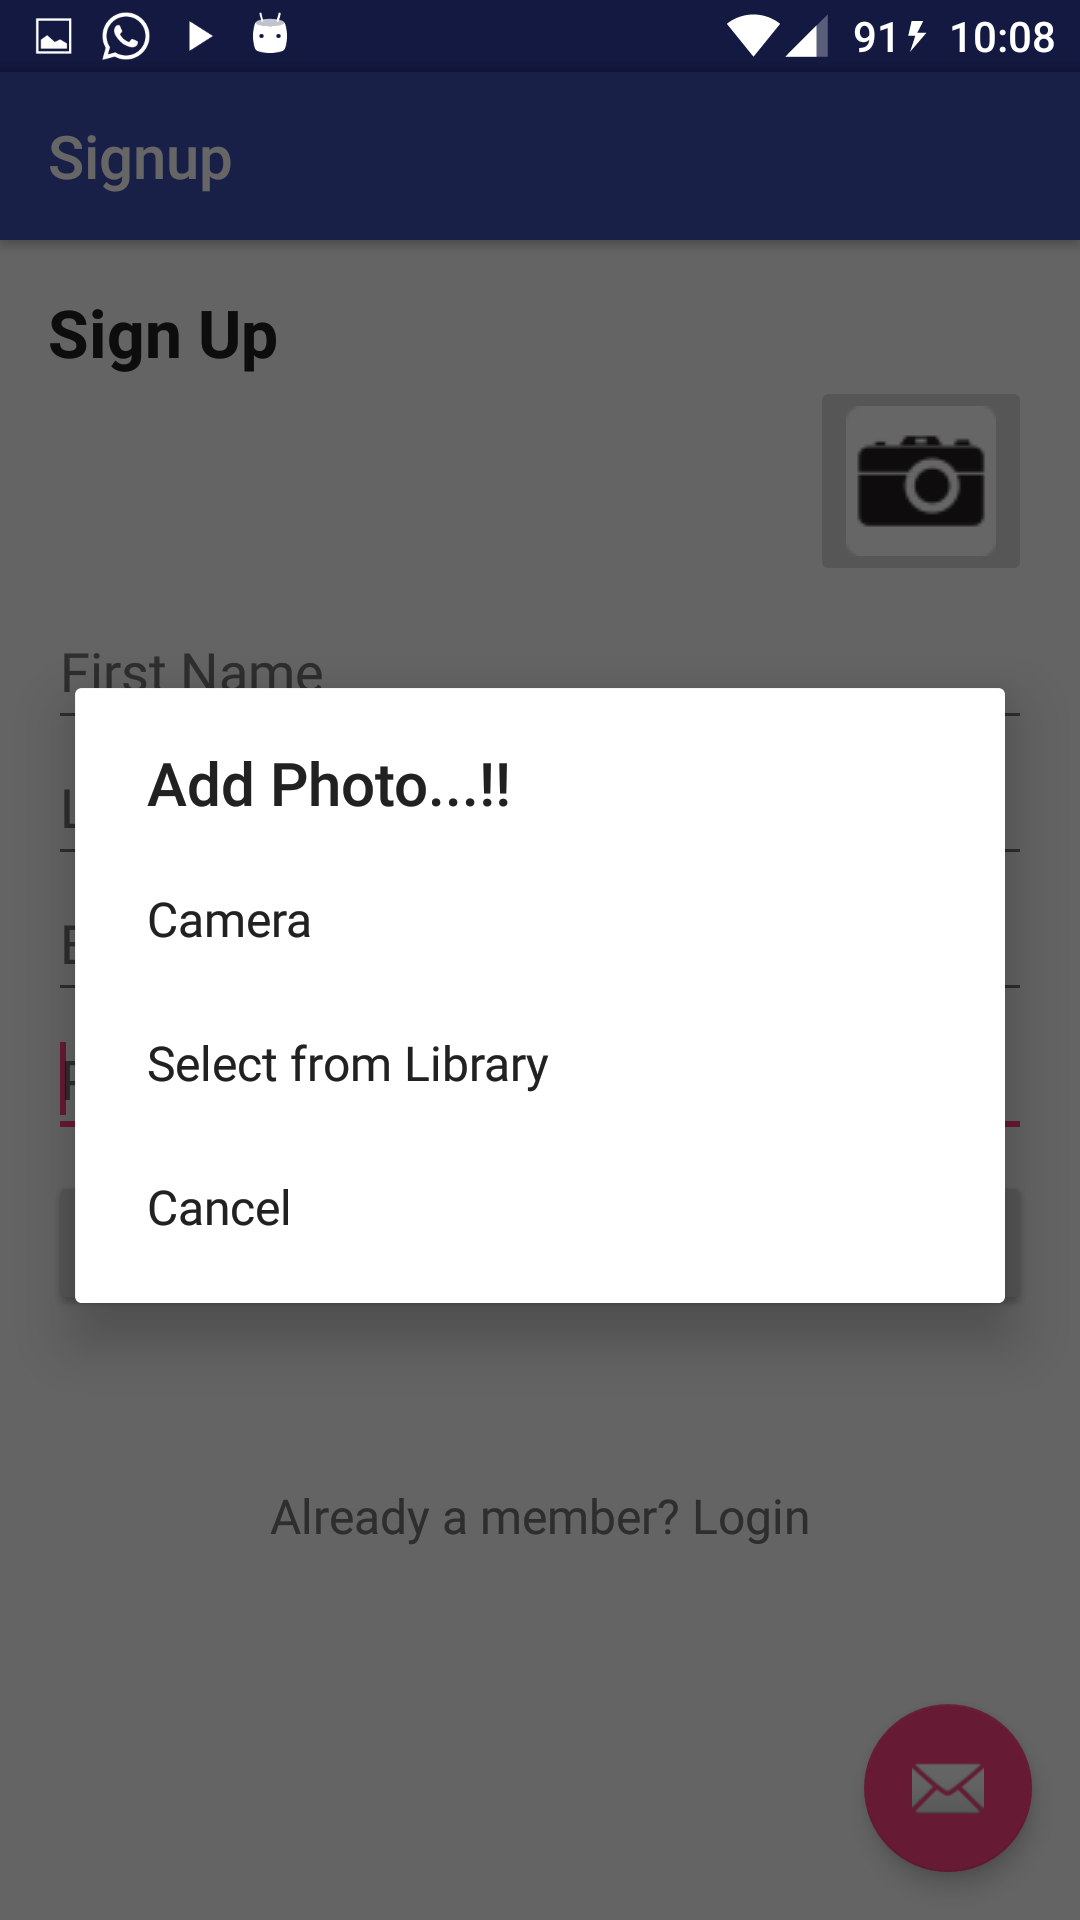 91 10:08
Signup
Sign Up
First Name
Add Photo...!!
Camera
Select from Library
Cancel
Already a member? Login